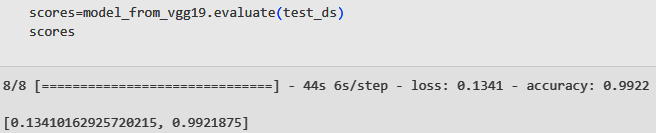 scores=model_from_vgg19.evaluate(test_ds)
scores
8/8 [==============================] - 44s 6s/step - loss: 0.1341 - accuracy: 0.9922
[0.13410162925720215, 0.9921875]